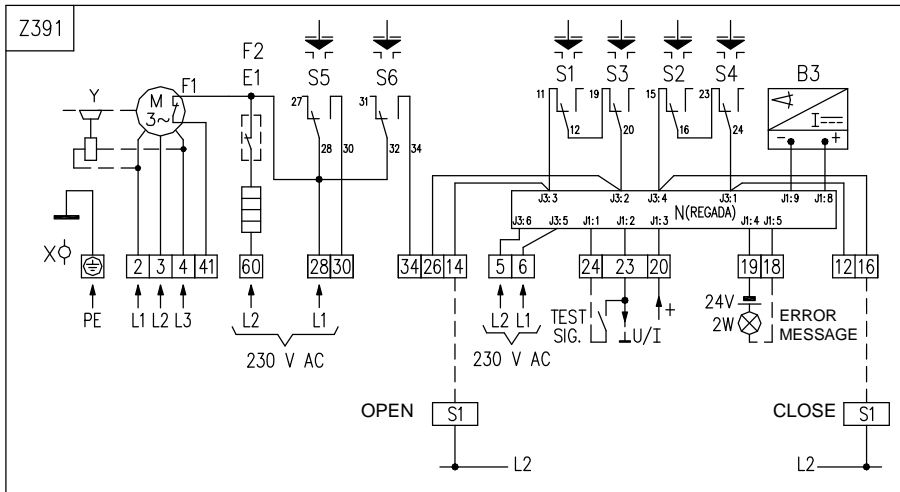 Z391
F2
E1
S5
S6
S1
S3
S2
S4
B3
Y
M
3~
F1
27
28
30
31
32
34
11
12
19
20
15
16
23
24
I
- +
J3:3
J3:2
J3:4
J3:1
J1:9
J1:8
N(REGADA)
J3:6
J3:5
J1:1
J1:2
J1:3
J1:4
J1:5
X
2
3
4
41
60
28
30
34
26
14
5
6
24
23
20
19
18
12
16
PE
L1
L2
L3
L2
L1
230 V AC
L2
L1
230 V AC
TEST
SIG.
U/I
+
24V
2W
ERROR
MESSAGE
OPEN
S1
L2
CLOSE
S1
L2